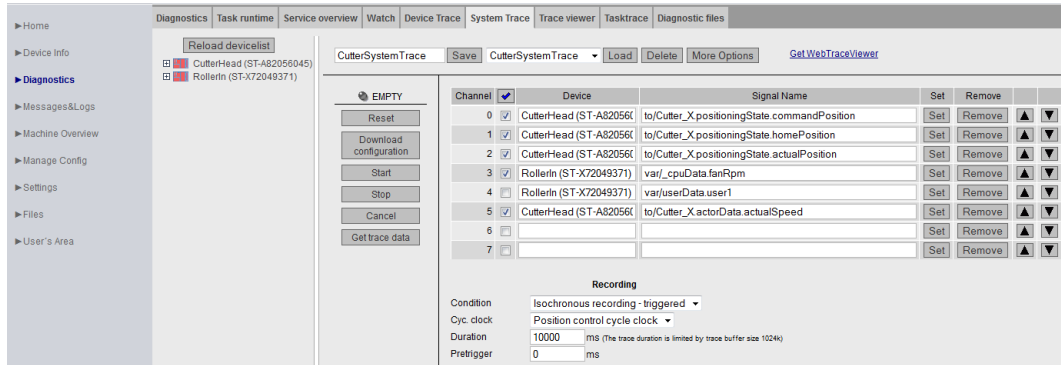 Diagnostics Task runtime Service overview Watch Device Trace System Trace Trace viewer Tasktrace Diagnostic files
►Home
►Device Info
►Diagnostics
►Messages&Logs
►Machine Overview
►Manage Config
►Settings
►Files
►User´s Area
Reload devicelist
CutterHead (ST-A82056045)
RollerIn (ST-X72049371)
CutterSystemTrace Save CutterSystemTrace Load Delete More Options Get WebTraceViewer
EMPTY
Reset
Download
configuration
Start
Stop
Cancel
Get trace data
Channel Device Signal Name Set Remove
0 CutterHead (ST-A82056( to/Cutter_X.positioningState.commandPosition Set Remove ▲ ▼
1 CutterHead (ST-A82056( to/Cutter_X.positioningState.homePosition Set Remove ▲ ▼
2 CutterHead (ST-A82056( to/Cutter_X.positioningState.actualPosition Set Remove ▲ ▼
3 RollerIn (ST-X72049371) var/_cpuData.fanRpm Set Remove ▲ ▼
4 RollerIn (ST-X72049371) var/userData.user1 Set Remove ▲ ▼
5 CutterHead (ST-A82056( to/Cutter_X.actorData.actualSpeed Set Remove ▲ ▼
6 Set Remove ▲ ▼
7 Set Remove ▲ ▼
Recording
Condition Isochronous recording - triggered
Cyc. clock Position control cycle clock
Duration 10000 ms (The trace duration is limited by trace buffer size 1024k)
Pretrigger 0 ms